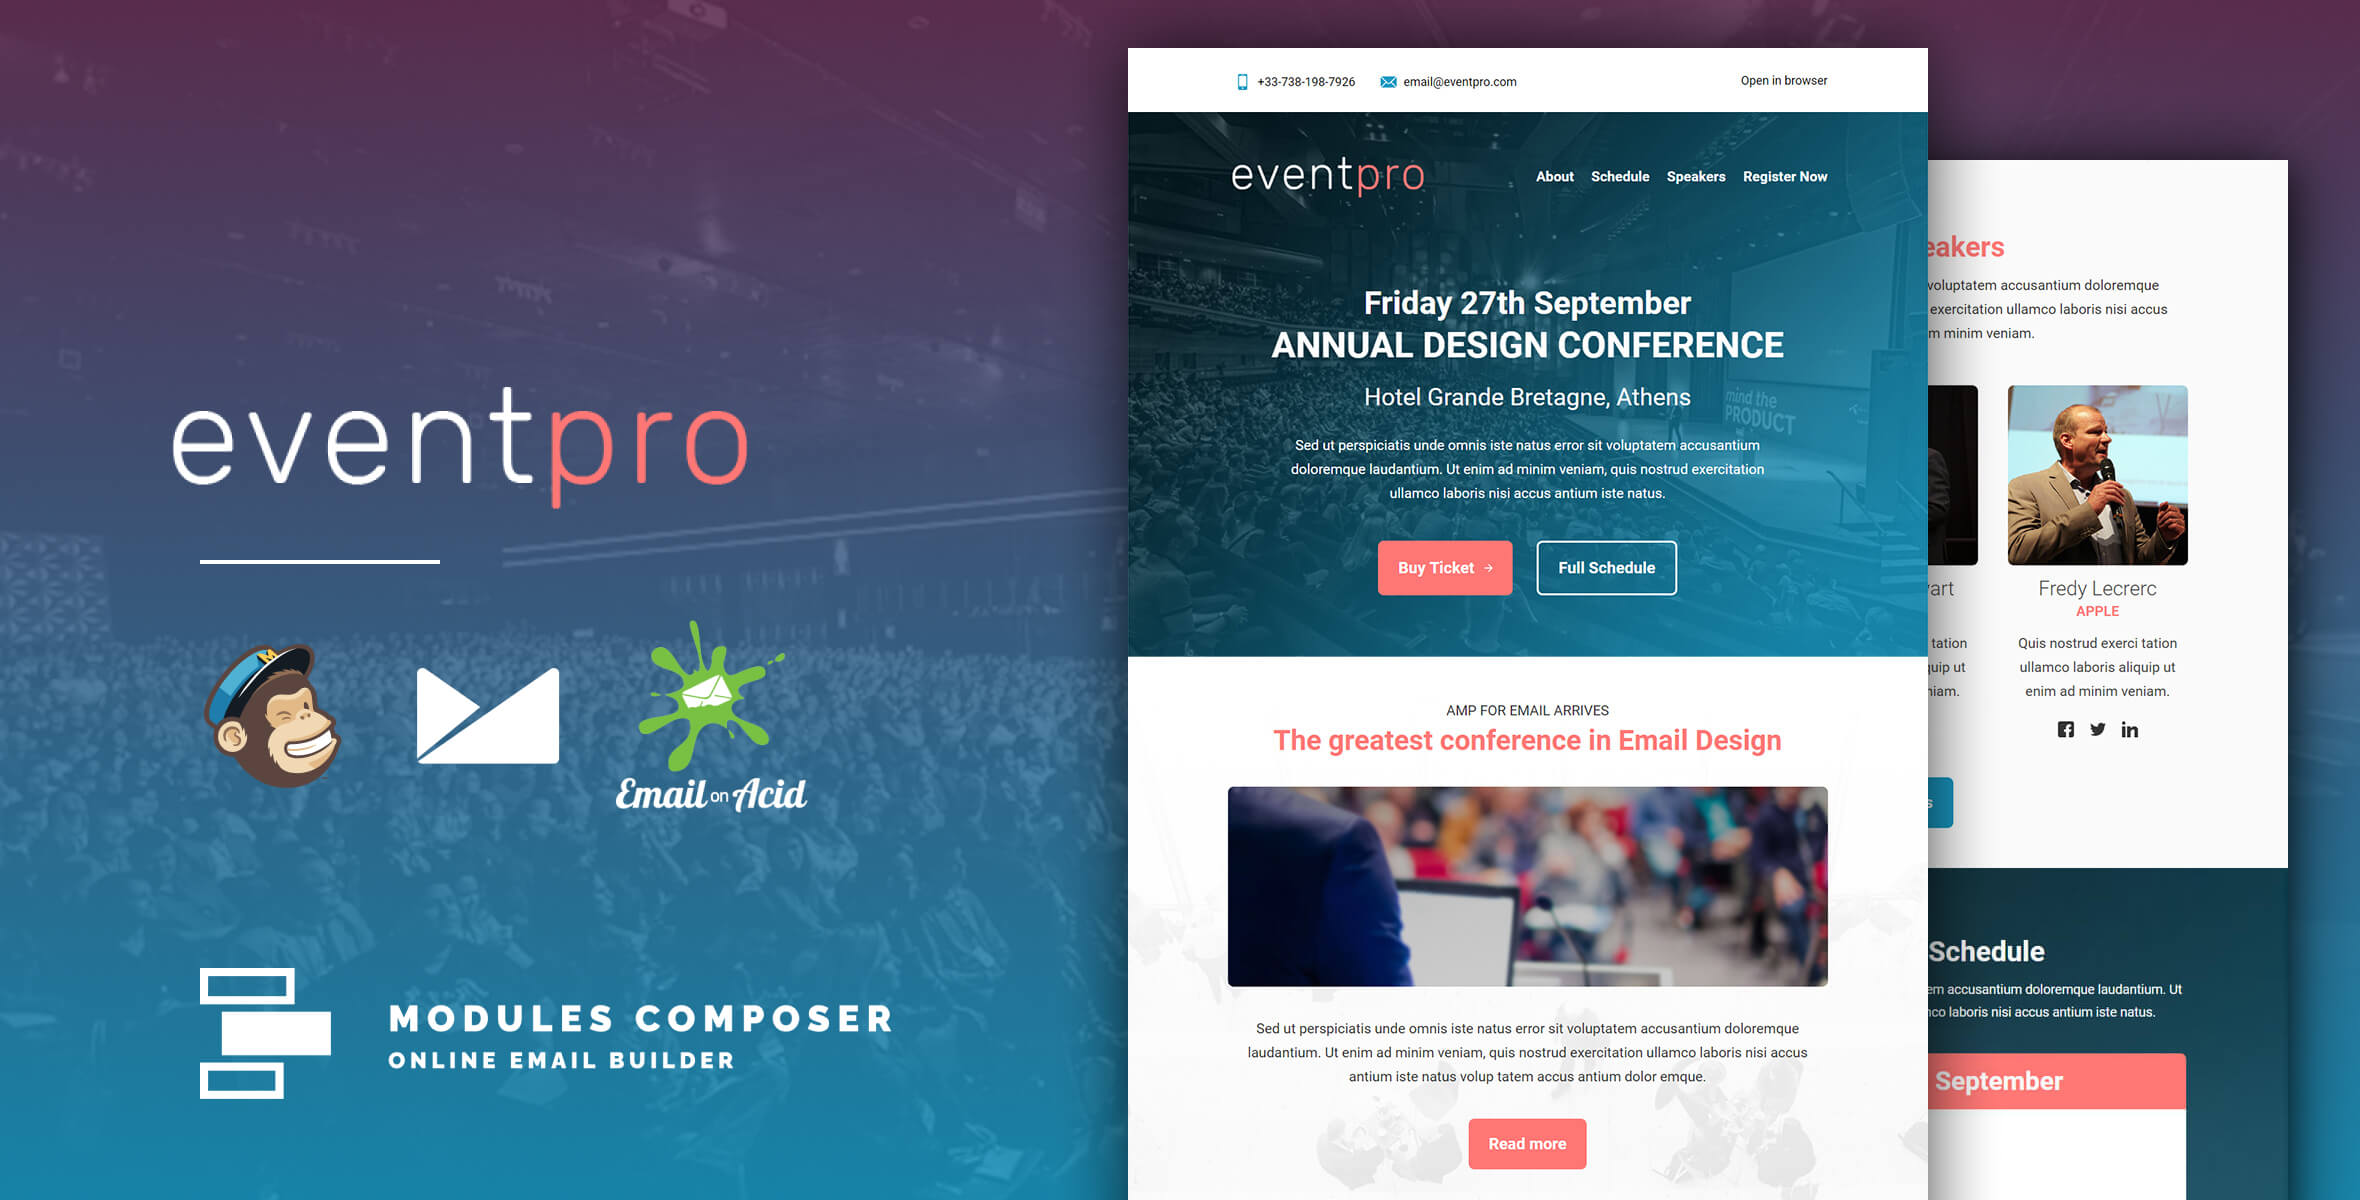 eventpro
Email on Acid
MODULES COMPOSER
ONLINE EMAIL BUILDER
+33-738-198-7926
email@eventpro.com
Open in browser
eventpro
About Schedule Speakers Register Now
Friday 27th September
ANNUAL DESIGN CONFERENCE
Hotel Grande Bretagne, Athens
Sed ut perspiciatis unde omnis iste natus error sit voluptatem accusantium
doloremque laudantium. Ut enim ad minim veniam, quis nostrud exercitation
ullamco laboris nisi accus antium iste natus.
mind the
PRODUCT
Buy Ticket →
Full Schedule
AMP FOR EMAIL ARRIVES
The greatest conference in Email Design
Sed ut perspiciatis unde omnis iste natus error sit voluptatem accusantium doloremque
laudantium. Ut enim ad minim veniam, quis nostrud exercitation ullamco laboris nisi accus
antium iste natus volup tatem accus antium dolor emque.
Read more
eakers
voluptatem accusantium doloremque
exercitation ullamco laboris nisi accus
m minim veniam.
art
tation
uip ut
niam.
Fredy Lecrerc
APPLE
Quis nostrud exerci tation
ullamco laboris aliquip ut
enim ad minim veniam.
s
Schedule
em accusantium doloremque laudantium. Ut
nco laboris nisi accus antium iste natus.
September